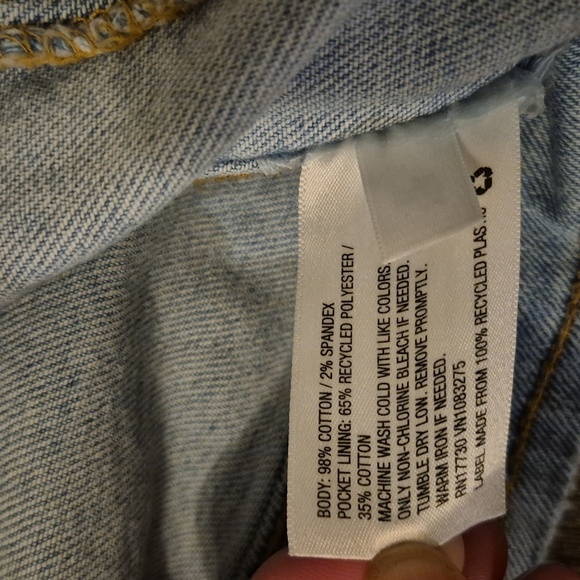 BODY: 98% COTTON / 2% SPANDEX
POCKET LINING: 65% RECYCLED POLYESTER /
35% COTTON
MACHINE WASH COLD WITH LIKE COLORS.
ONLY NON-CHLORINE BLEACH IF NEEDED.
TUMBLE DRY LOW. REMOVE PROMPTLY.
WARM IRON IF NEEDED.
RN17730 VN1083275
LABEL MADE FROM 100% RECYCLED